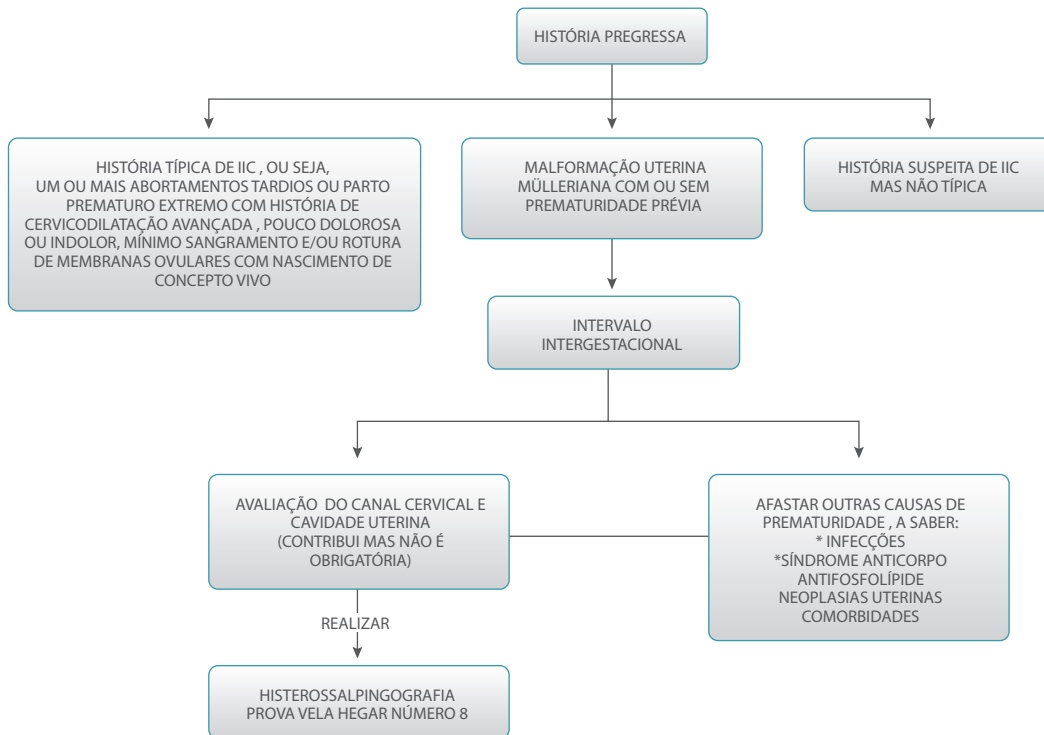 HISTÓRIA PREGRESSA
HISTÓRIA TÍPICA DE IIC , OU SEJA,
UM OU MAIS ABORTAMENTOS TARDIOS OU PARTO
PREMATURO EXTREMO COM HISTÓRIA DE
CERVICODILATAÇÃO AVANÇADA , POUCO DOLOROSA
OU INDOLOR, MÍNIMO SANGRAMENTO E/OU ROTURA
DE MEMBRANAS OVULARES COM NASCIMENTO DE
CONCEPTO VIVO
MALFORMAÇÃO UTERINA
MÜLLERIANA COM OU SEM
PREMATURIDADE PRÉVIA
HISTÓRIA SUSPEITA DE IIC
MAS NÃO TÍPICA
INTERVALO
INTERGESTACIONAL
AVALIAÇÃO DO CANAL CERVICAL E
CAVIDADE UTERINA
(CONTRIBUI MAS NÃO É
OBRIGATÓRIA)
AFASTAR OUTRAS CAUSAS DE
PREMATURIDADE , A SABER:
* INFECÇÕES
*SÍNDROME ANTICORPO
ANTIFOSFOLÍPIDE
NEOPLASIAS UTERINAS
COMORBIDADES
REALIZAR
HISTEROSSALPINGOGRAFIA
PROVA VELA HEGAR NÚMERO 8